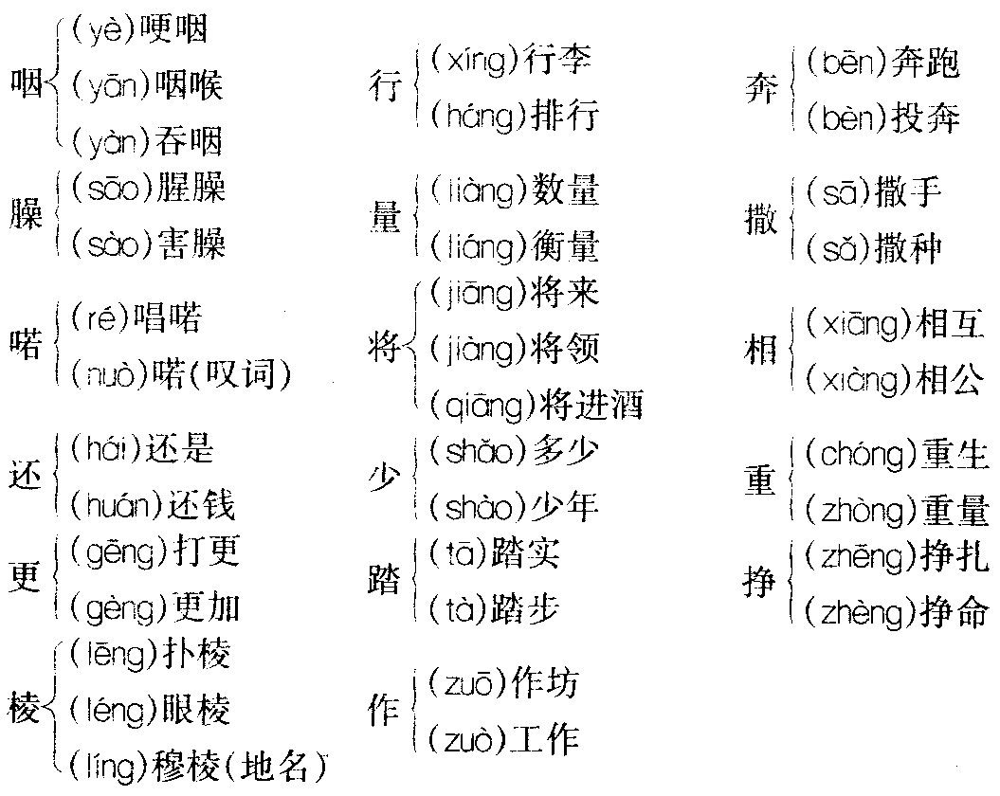 咽
(yè)哽咽
(yān)咽喉
(yàn)吞咽
行
(xíng)行李
(háng)排行
奔
(bēn)奔跑
(bèn)投奔
臊
(sāo)腥臊
(sào)害臊
量
(liàng)数量
(liáng)衡量
撒
(sā)撒手
(sǎ)撒种
喏
(ré)唱喏
(nuò)喏(叹词)
将
(jiāng)将来
(jiàng)将领
(qiāng)将进酒
相
(xiāng)相互
(xiàng)相公
还
(hái)还是
(huán)还钱
少
(shǎo)多少
(shào)少年
重
(chóng)重生
(zhòng)重量
更
(gēng)打更
(gèng)更加
踏
(tā)踏实
(tà)踏步
挣
(zhēng)挣扎
(zhèng)挣命
棱
(lēng)扑棱
(léng)眼棱
(líng)穆棱(地名)
作
(zuō)作坊
(zuò)工作